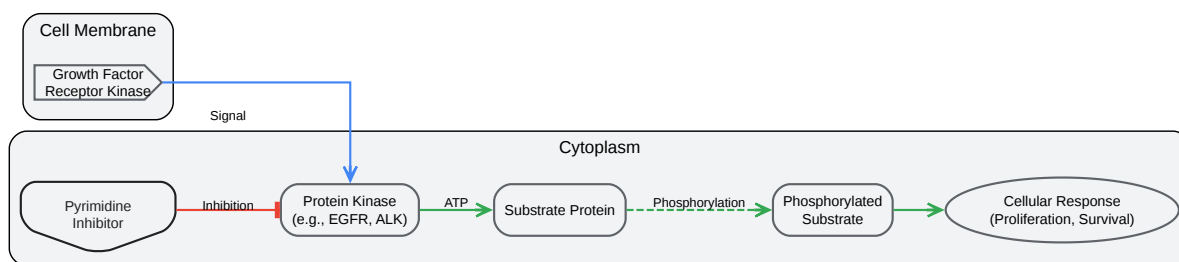 Cell Membrane
Growth Factor
Receptor Kinase
Signal
Cytoplasm
Pyrimidine
Inhibitor
Inhibition
Protein Kinase
(e.g., EGFR, ALK)
ATP
Substrate Protein
Phosphorylation
Phosphorylated
Substrate
Cellular Response
(Proliferation, Survival)